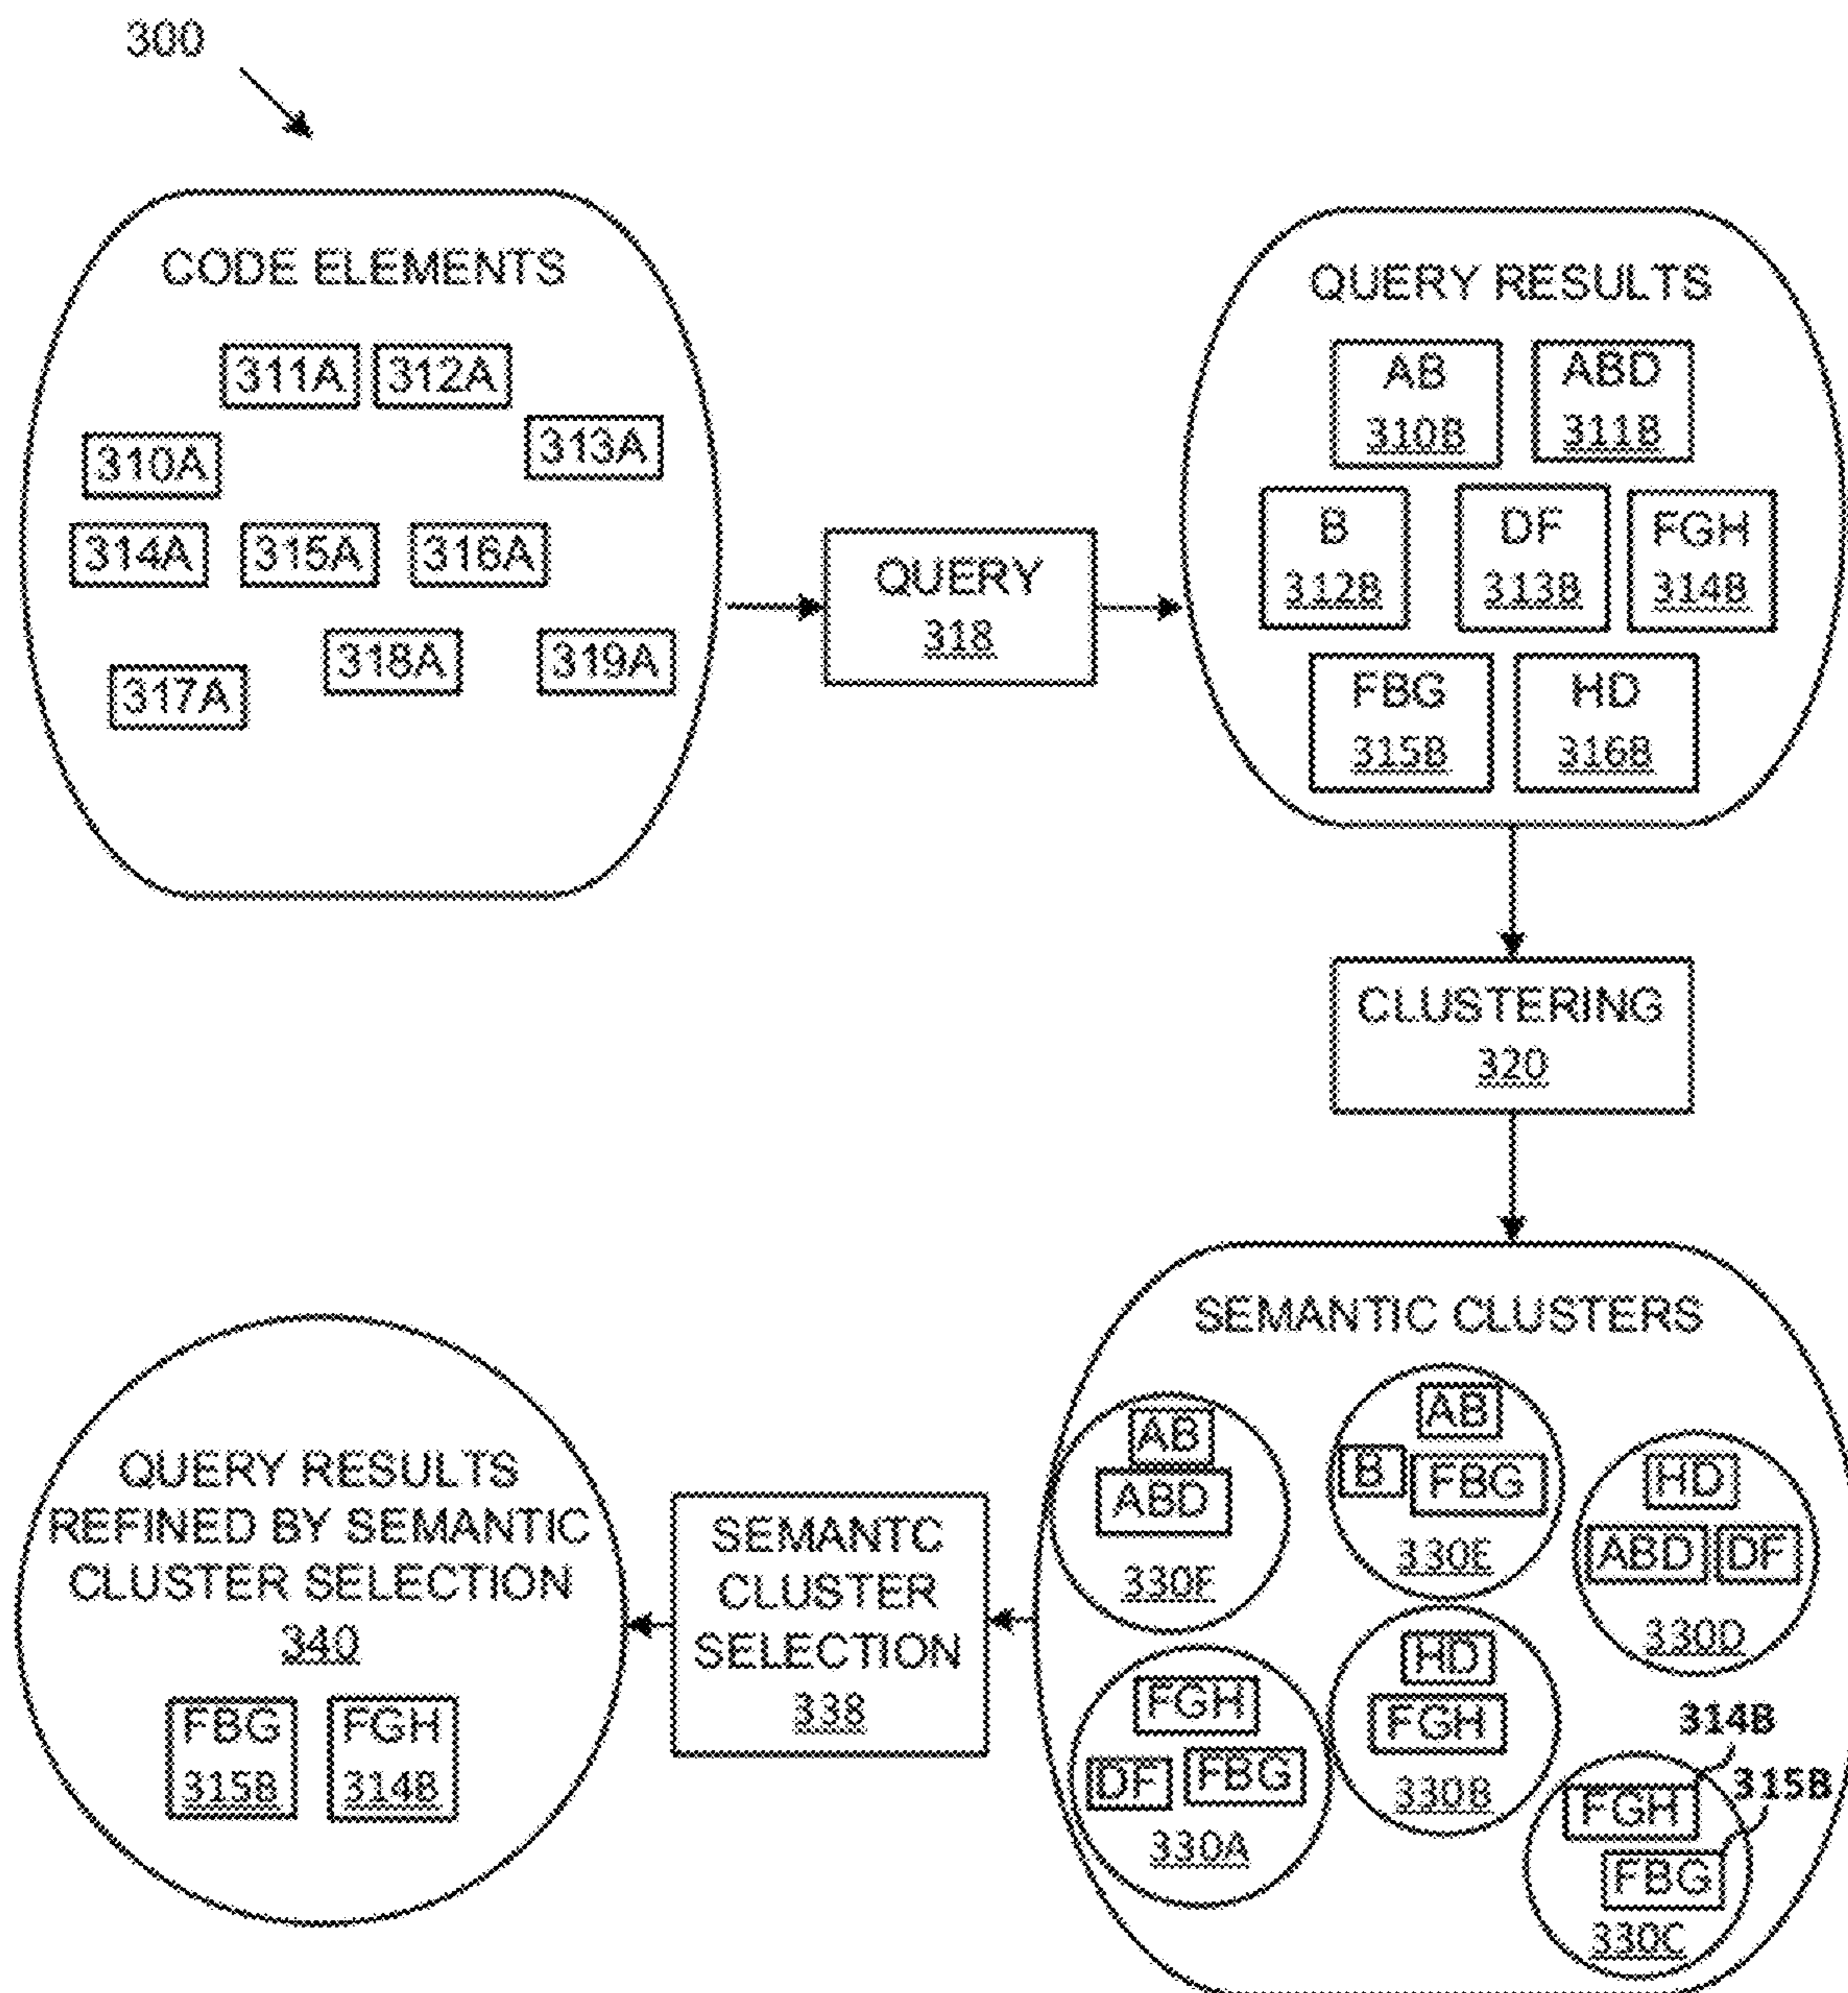 300
CODE ELEMENTS
311A 312A
310A 313A
314A 315A 316A
317A 318A 319A
QUERY
318
QUERY RESULTS
AB ABD
310B 311B
B DF FGH
312B 313B 314B
FBG HD
315B 316B
CLUSTERING
320
SEMANTIC CLUSTERS
AB
ABD
330F
AB
B FBG
330E
HD
ABD DF
330D
FGH
DF FBG
330A
HD
FGH
330B
314B
315B
FGH
FBG
330C
SEMANTC
CLUSTER
SELECTION
338
QUERY RESULTS
REFINED BY SEMANTIC
CLUSTER SELECTION
340
FBG FGH
315B 314B